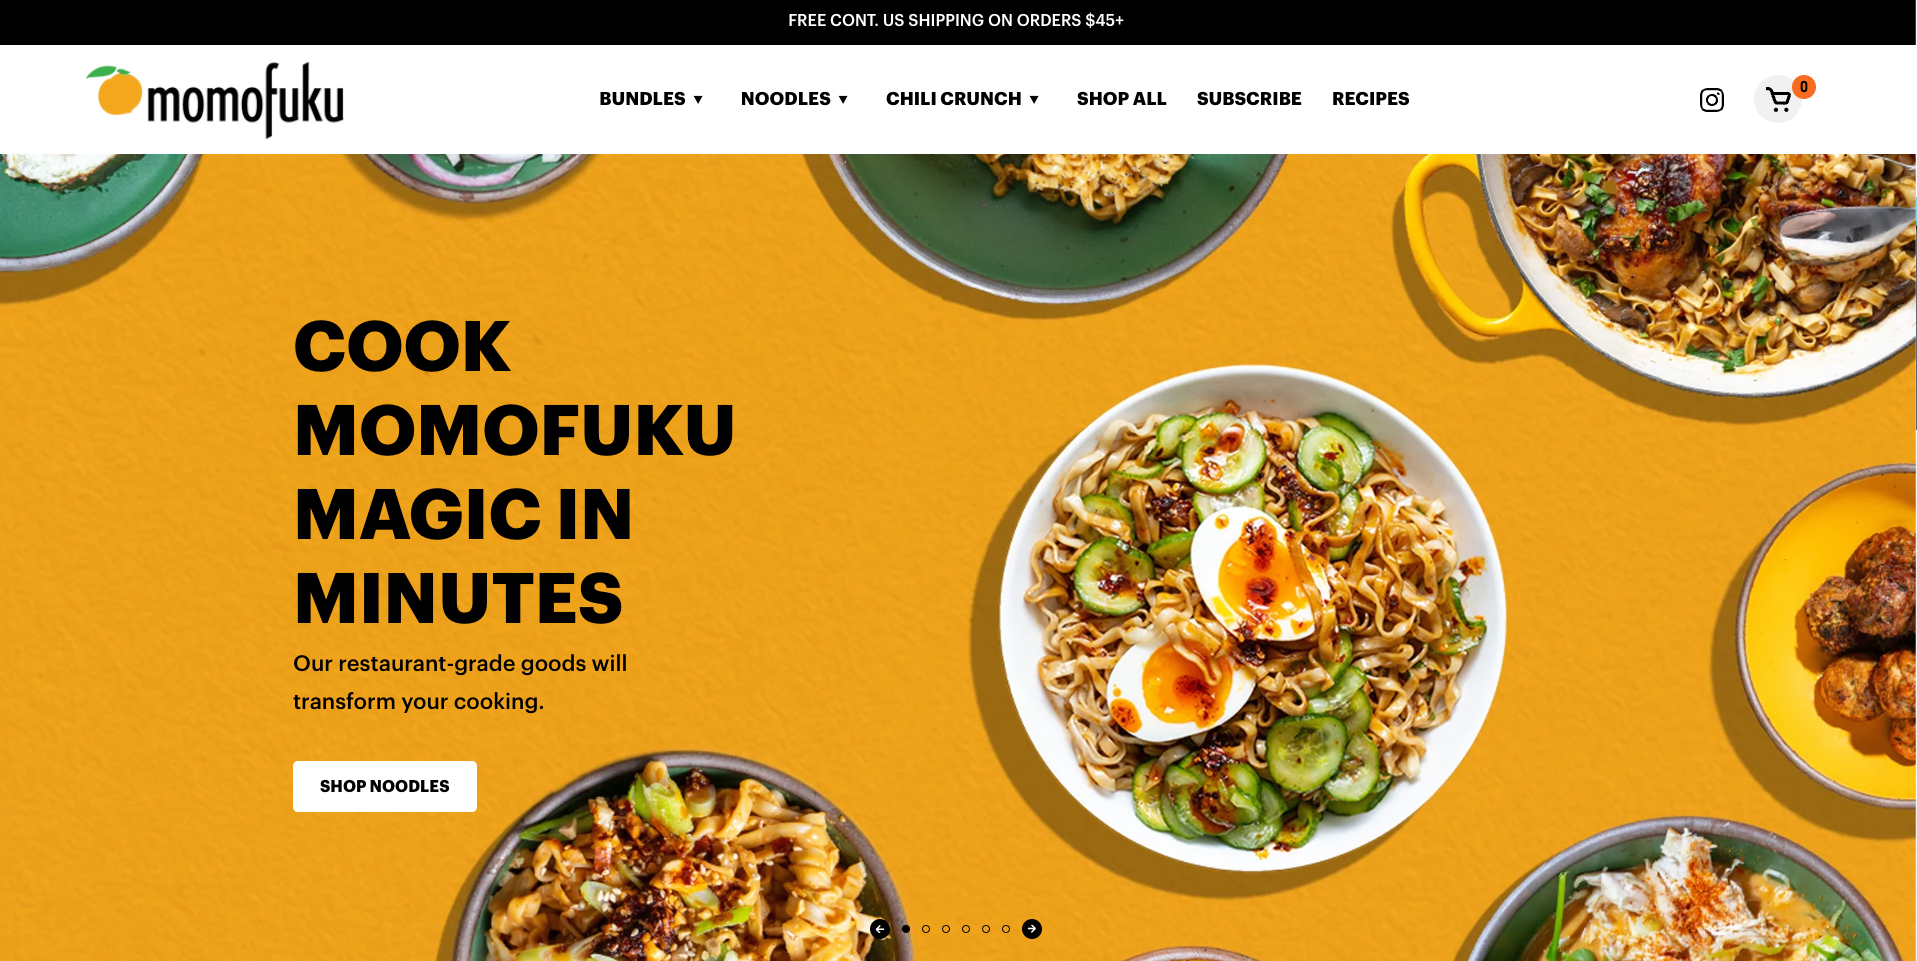 FREE CONT. US SHIPPING ON ORDERS $45+
momofuku
BUNDLES ▼ NOODLES ▼ CHILI CRUNCH ▼ SHOP ALL SUBSCRIBE RECIPES
0
COOK
MOMOFUKU
MAGIC IN
MINUTES
Our restaurant-grade goods will
transform your cooking.
SHOP NOODLES